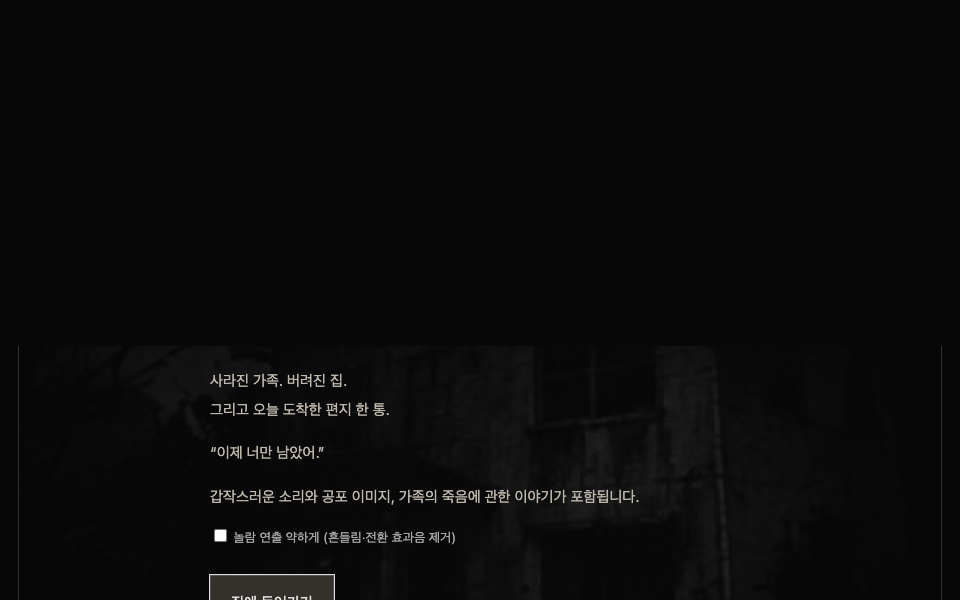 사라진 가족. 버려진 집.
그리고 오늘 도착한 편지 한 통.
“이제 너만 남았어.”
갑작스러운 소리와 공포 이미지, 가족의 죽음에 관한 이야기가 포함됩니다.
놀람 연출 약하게 (흔들림·전환 효과음 제거)